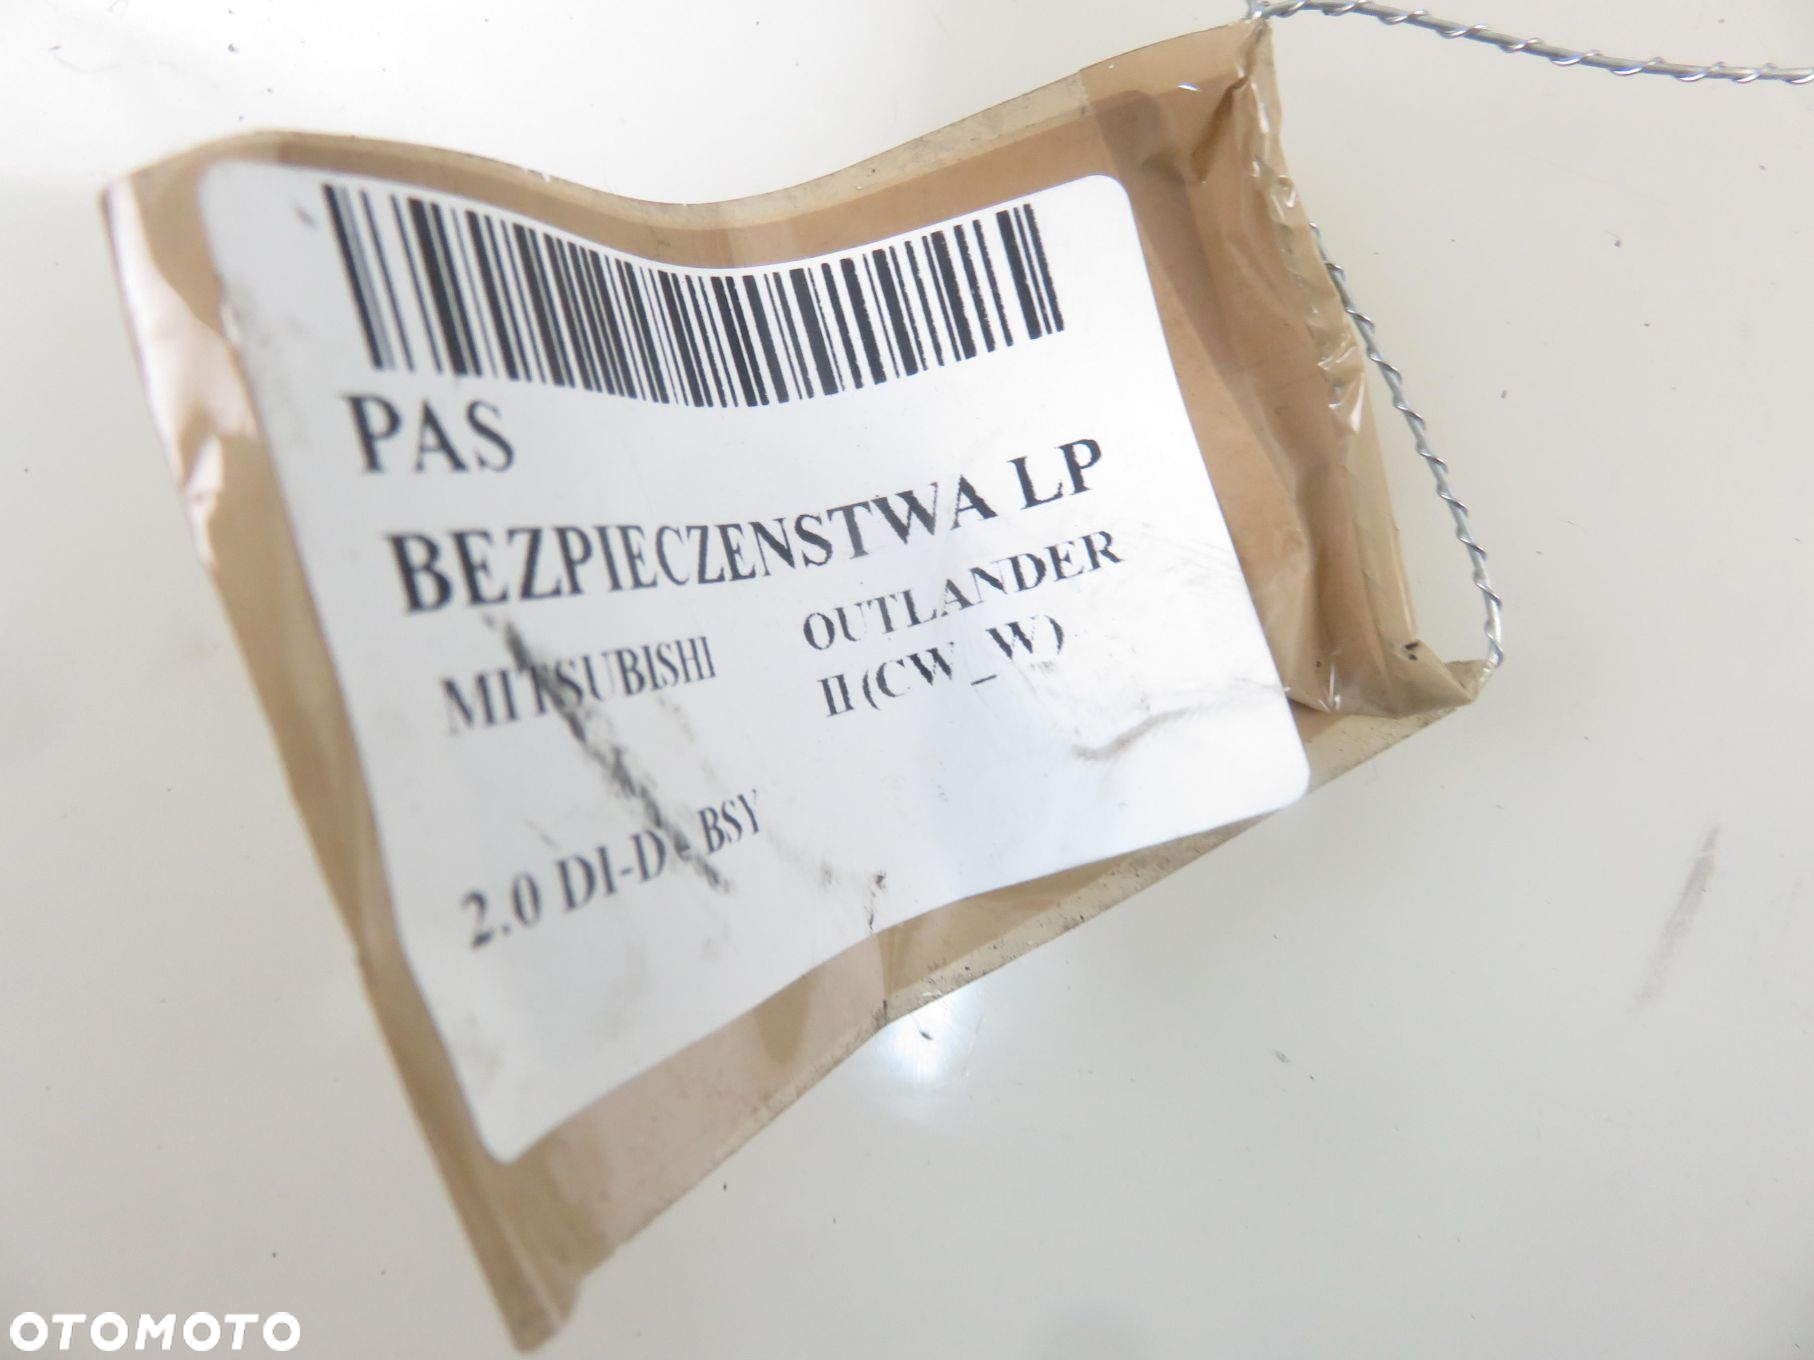 PAS
BEZPIECZENSTWA LP
MITSUBISHI OUTLANDER
II (CW_W)
2.0 DI-D - BSY
OTOMOTO